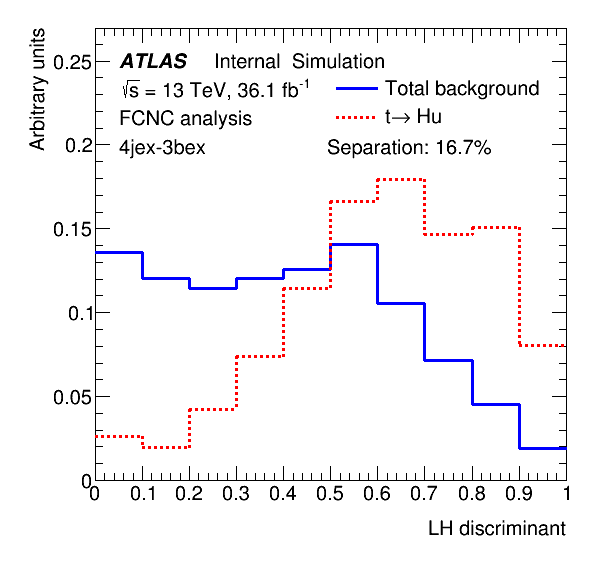 Arbitrary units
0.25
0.2
0.15
0.1
0.05
0
ATLAS Internal Simulation
√s = 13 TeV, 36.1 fb⁻¹
FCNC analysis
4jex-3bex
Total background
t→ Hu
Separation: 16.7%
0 0.1 0.2 0.3 0.4 0.5 0.6 0.7 0.8 0.9 1
LH discriminant